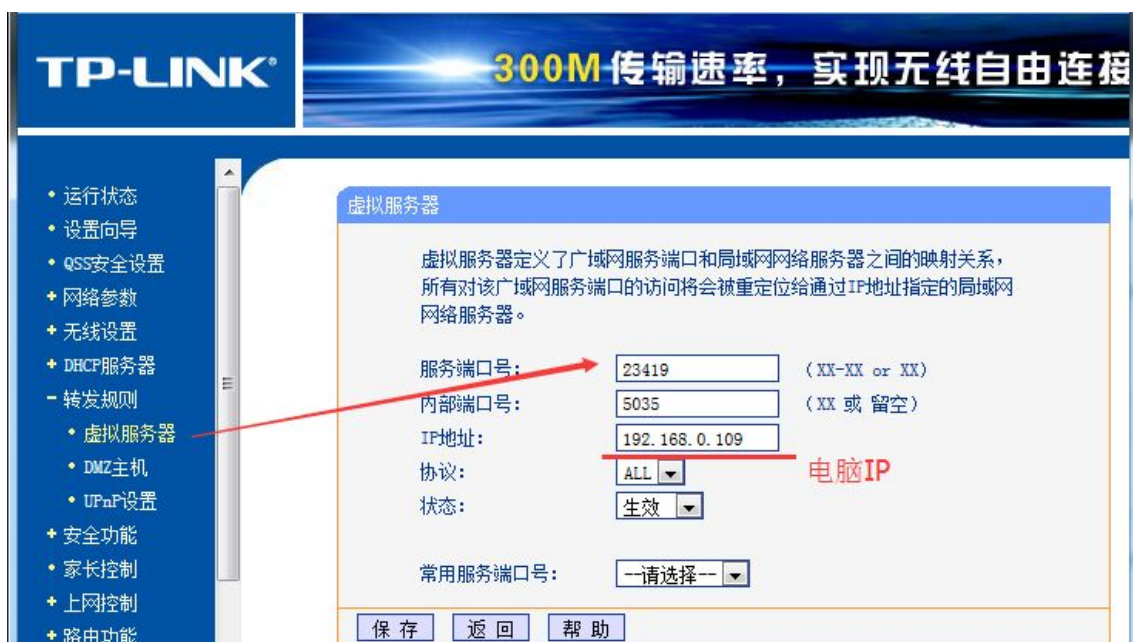 TP-LINK®
300M 传输速率，实现无线自由连接
• 运行状态
• 设置向导
• QSS安全设置
+ 网络参数
+ 无线设置
+ DHCP服务器
- 转发规则
• 虚拟服务器
• DMZ主机
• UPnP设置
+ 安全功能
• 家长控制
+ 上网控制
+ 路由功能
虚拟服务器
虚拟服务器定义了广域网服务端口和局域网网络服务器之间的映射关系，
所有对该广域网服务端口的访问将会被重定位给通过IP地址指定的局域网
网络服务器。
服务端口号： 23419 (XX-XX or XX)
内部端口号： 5035 (XX 或 留空)
IP地址： 192.168.0.109
电脑IP
协议： ALL
状态： 生效
常用服务端口号： --请选择--
保 存 返 回 帮 助